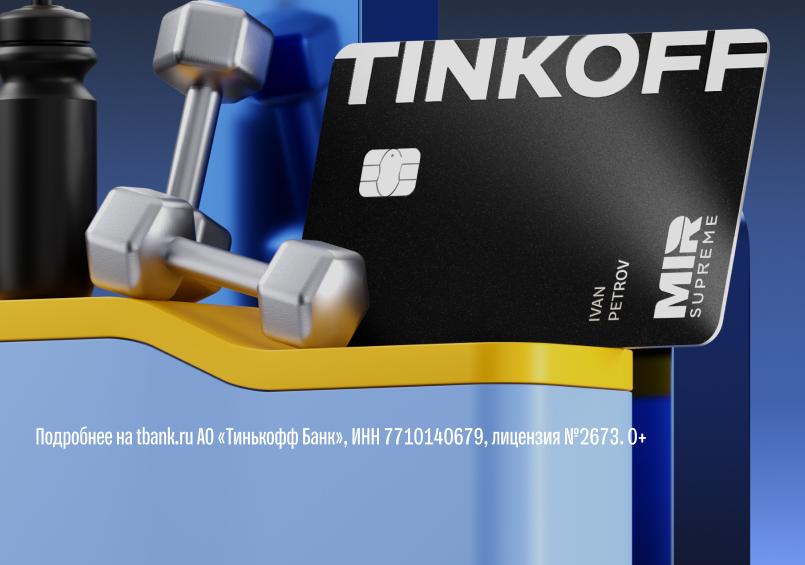 TINKOFF
IVAN
PETROV
MIR
SUPREME
Подробнее на tbank.ru АО «Тинькофф Банк», ИНН 7710140679, лицензия №2673. 0+